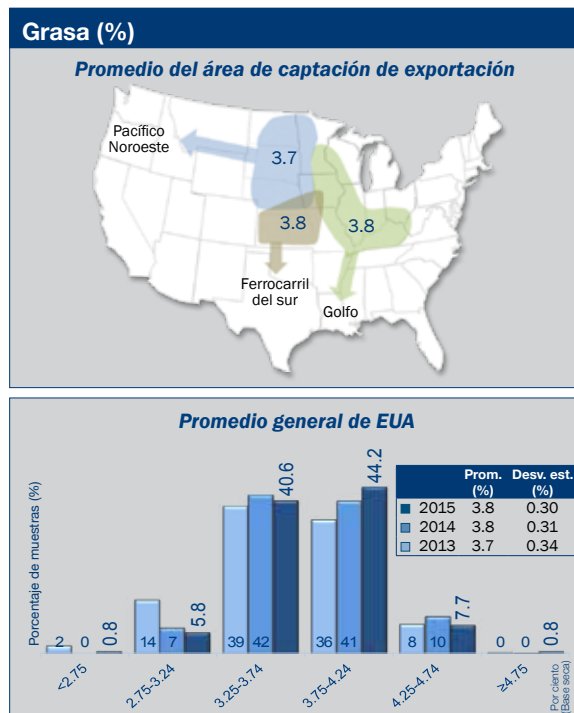 Grasa (%)
Promedio del área de captación de exportación
Pacífico
Noroeste
3.7
3.8
3.8
Ferrocarril
del sur
Golfo
Promedio general de EUA
Porcentaje de muestras (%)
Prom. Desv. est.
(%) (%)
2015 3.8 0.30
2014 3.8 0.31
2013 3.7 0.34
2 0 0.8
14 7 5.8
39 42 40.6
36 41 44.2
8 10 7.7
0 0 0.8
<2.75
2.75-3.24
3.25-3.74
3.75-4.24
4.25-4.74
≥4.75
Por ciento
(Base seca)